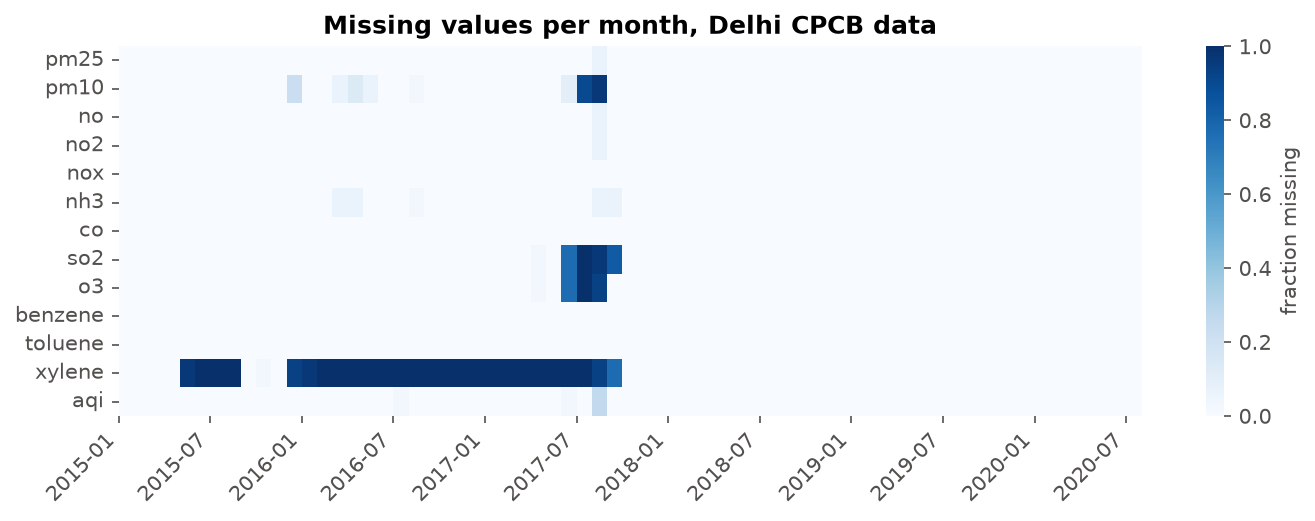 Missing values per month, Delhi CPCB data
pm25
pm10
no
no2
nox
nh3
co
so2
o3
benzene
toluene
xylene
aqi
2015-01
2015-07
2016-01
2016-07
2017-01
2017-07
2018-01
2018-07
2019-01
2019-07
2020-01
2020-07
1.0
0.8
0.6
0.4
0.2
0.0
fraction missing